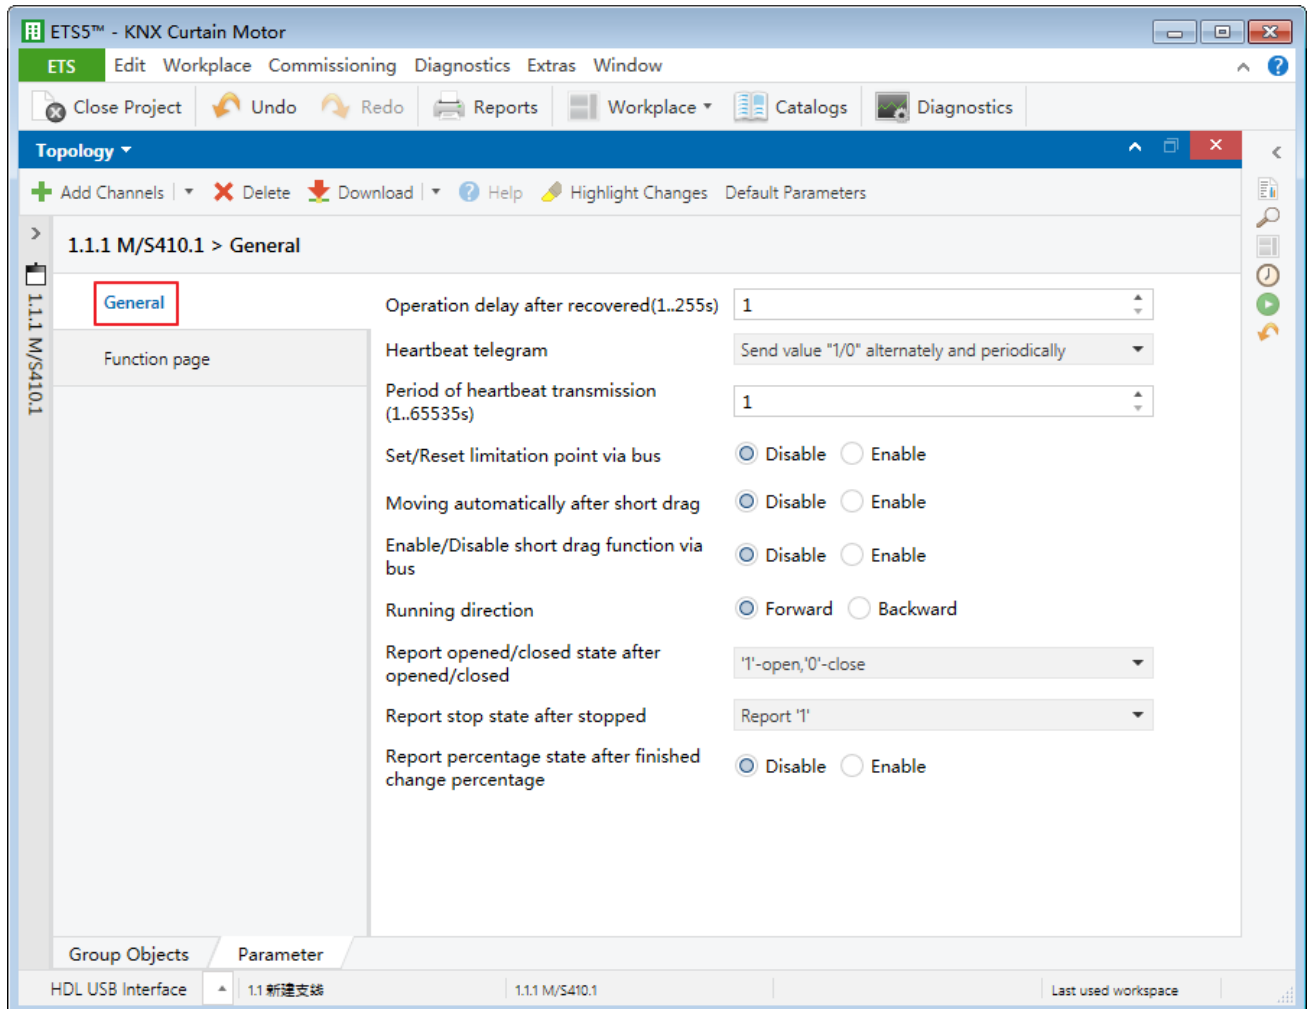 ETS5™ - KNX Curtain Motor
ETS Edit Workplace Commissioning Diagnostics Extras Window
Close Project Undo Redo Reports Workplace Catalogs Diagnostics
Topology
Add Channels Delete Download Help Highlight Changes Default Parameters
1.1.1 M/S410.1 > General
1.1.1 M/S410.1
General
Function page
Operation delay after recovered(1..255s) 1
Heartbeat telegram Send value "1/0" alternately and periodically
Period of heartbeat transmission
(1..65535s) 1
Set/Reset limitation point via bus Disable Enable
Moving automatically after short drag Disable Enable
Enable/Disable short drag function via
bus Disable Enable
Running direction Forward Backward
Report opened/closed state after
opened/closed '1'-open,'0'-close
Report stop state after stopped Report '1'
Report percentage state after finished
change percentage Disable Enable
Group Objects Parameter
HDL USB Interface 1.1 新建支线 1.1.1 M/S410.1 Last used workspace